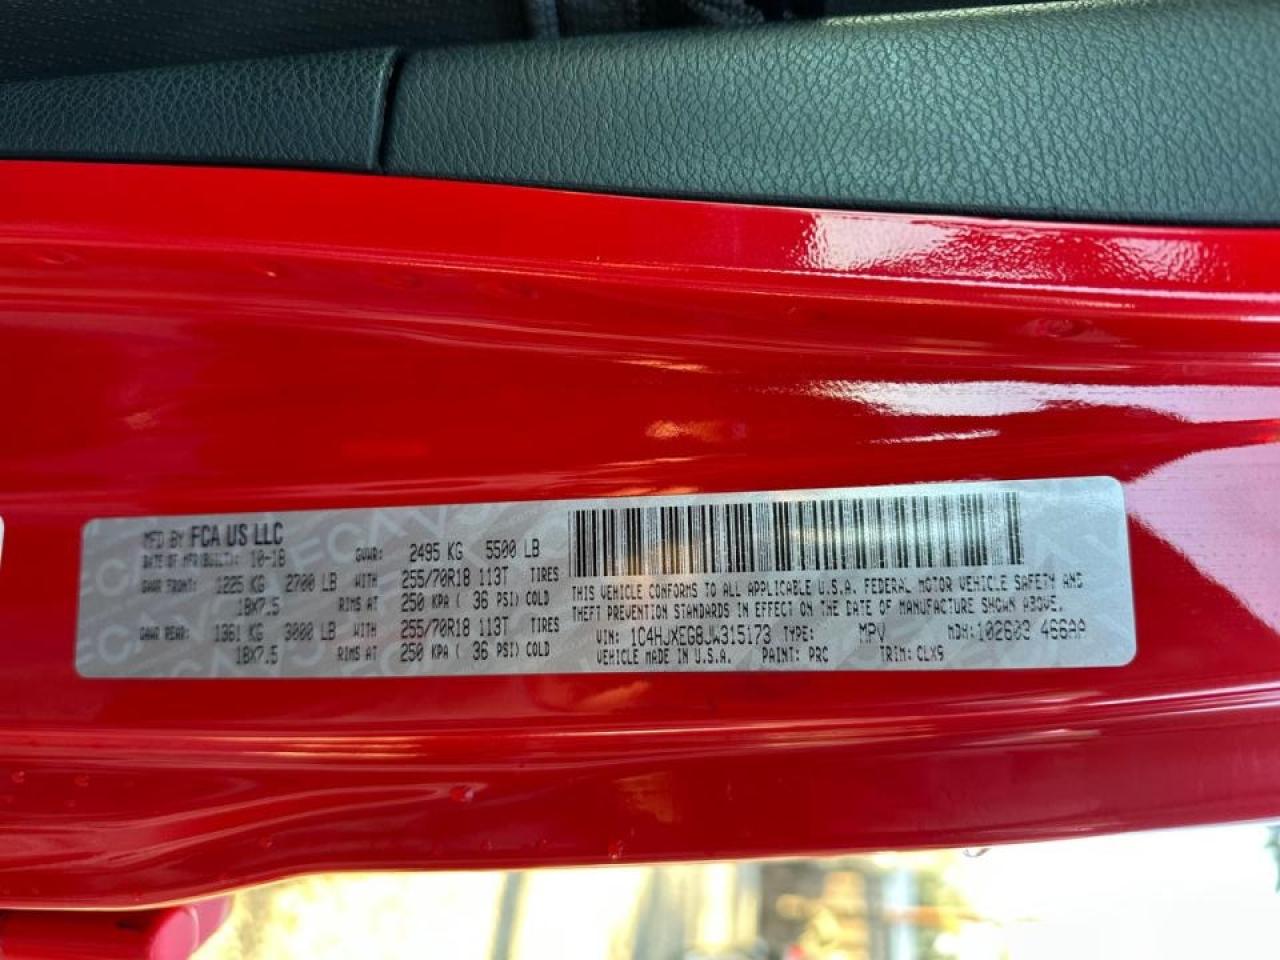 MFD BY FCA US LLC
DATE OF MFR(BUILT): 10-18 GVWR: 2495 KG 5500 LB
GAWR FRONT: 1225 KG 2700 LB WITH 255/70R18 113T TIRES
18X7.5 RIMS AT 250 KPA ( 36 PSI) COLD
GAWR REAR: 1361 KG 3000 LB WITH 255/70R18 113T TIRES
18X7.5 RIMS AT 250 KPA ( 36 PSI) COLD
THIS VEHICLE CONFORMS TO ALL APPLICABLE U.S.A. FEDERAL MOTOR VEHICLE SAFETY AND
THEFT PREVENTION STANDARDS IN EFFECT ON THE DATE OF MANUFACTURE SHOWN ABOVE.
VIN: 1C4HJXEG8JW315173 TYPE: MPV MDH:102603 466AA
VEHICLE MADE IN U.S.A. PAINT: PRC TRIM: CLX9